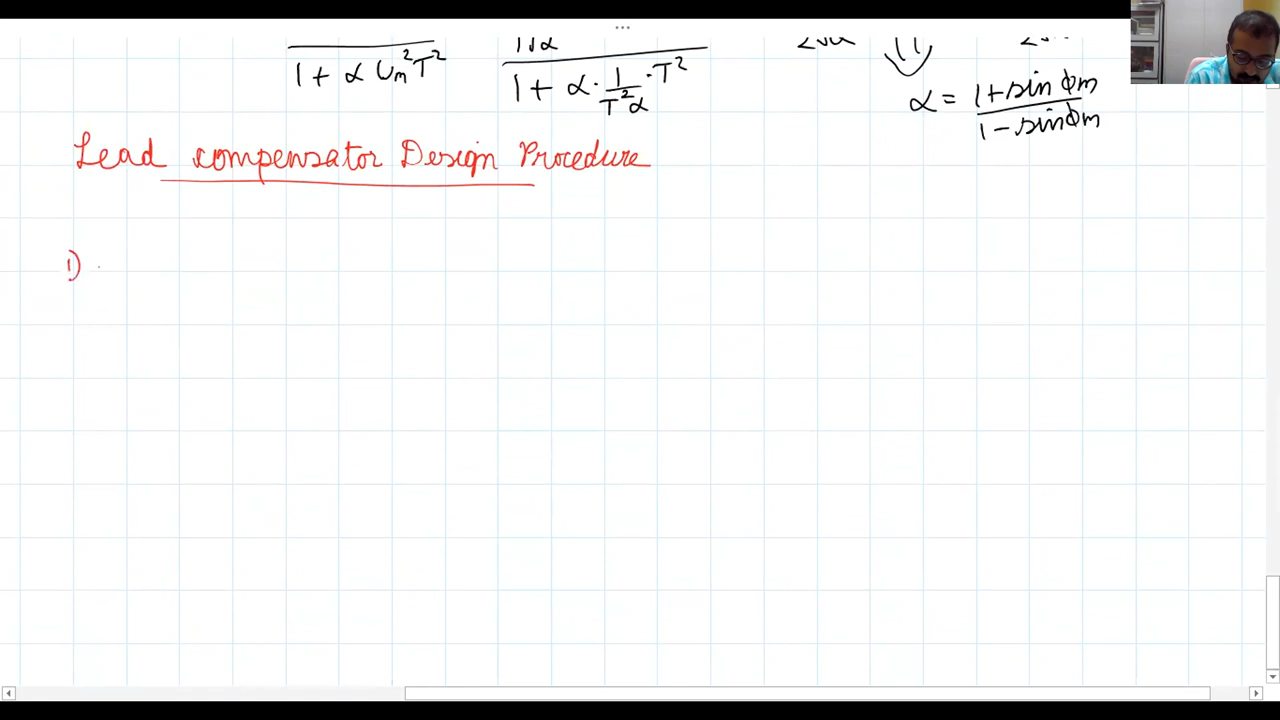 1 + α ωm²T²
1 + α · 1/(T²α) · T²
α = (1 + sin ϕm)/(1 − sin ϕm)
Lead compensator Design Procedure
1)